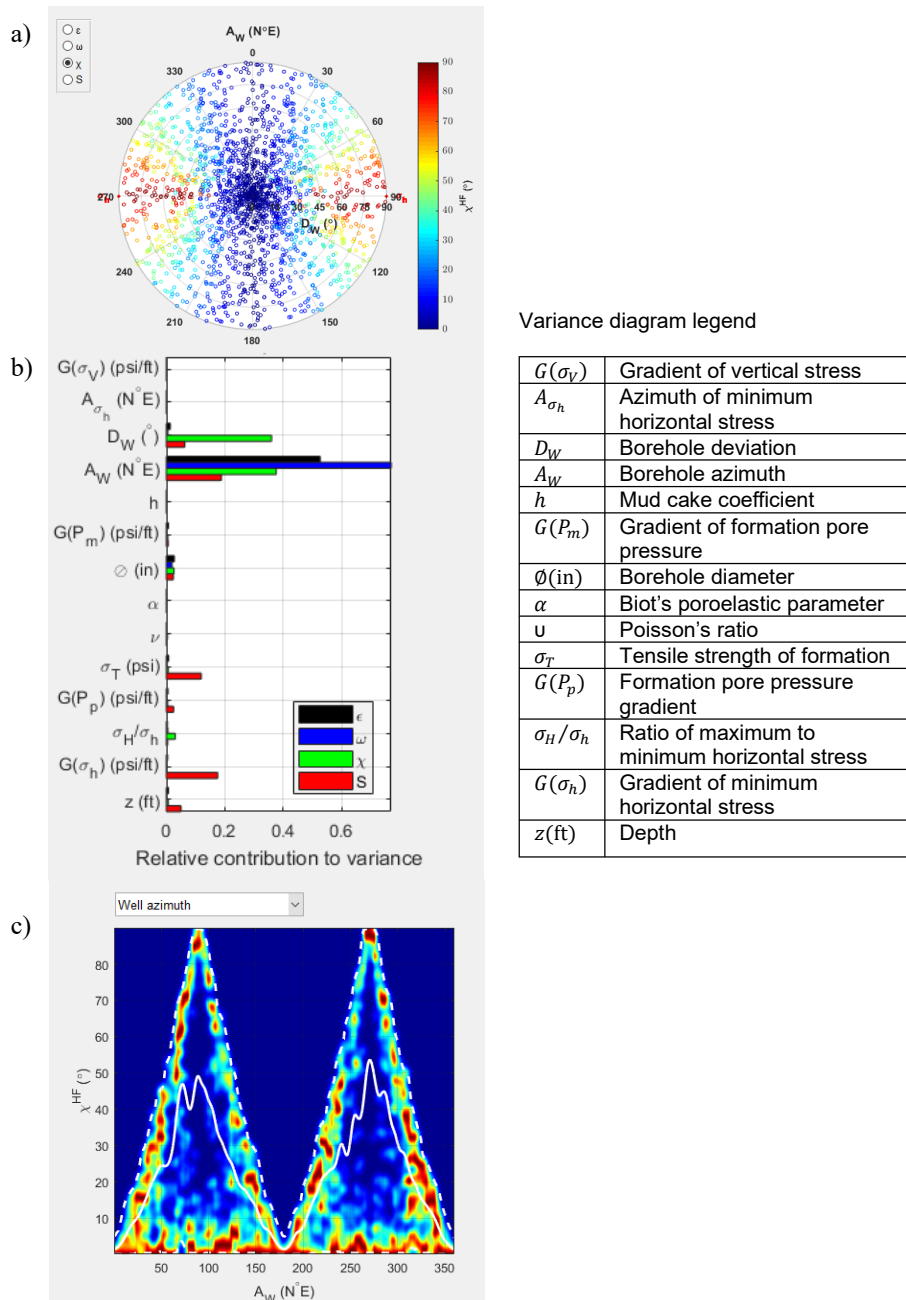 a)
ε
ω
χ
S
A_W (N°E)
0
330
30
300
60
270
90
240
120
210
150
180
30 45 60 75 90
D_W (°)
90
80
70
60
50
40
30
20
10
0
χ^HF (°)
Variance diagram legend
b)
G(σ_V) (psi/ft)
A_σ_h (N°E)
D_W (°)
A_W (N°E)
h
G(P_m) (psi/ft)
∅ (in)
α
ν
σ_T (psi)
G(P_p) (psi/ft)
σ_H/σ_h
G(σ_h) (psi/ft)
z (ft)
ϵ
ω
χ
S
0 0.2 0.4 0.6
Relative contribution to variance
G(σ_V) Gradient of vertical stress
A_σ_h Azimuth of minimum
horizontal stress
D_W Borehole deviation
A_W Borehole azimuth
h Mud cake coefficient
G(P_m) Gradient of formation pore
pressure
Ø(in) Borehole diameter
α Biot's poroelastic parameter
υ Poisson's ratio
σ_T Tensile strength of formation
G(P_p) Formation pore pressure
gradient
σ_H/σ_h Ratio of maximum to
minimum horizontal stress
G(σ_h) Gradient of minimum
horizontal stress
z(ft) Depth
Well azimuth
c)
80
70
60
50
40
30
20
10
χ^HF (°)
50 100 150 200 250 300 350
A_W (N°E)